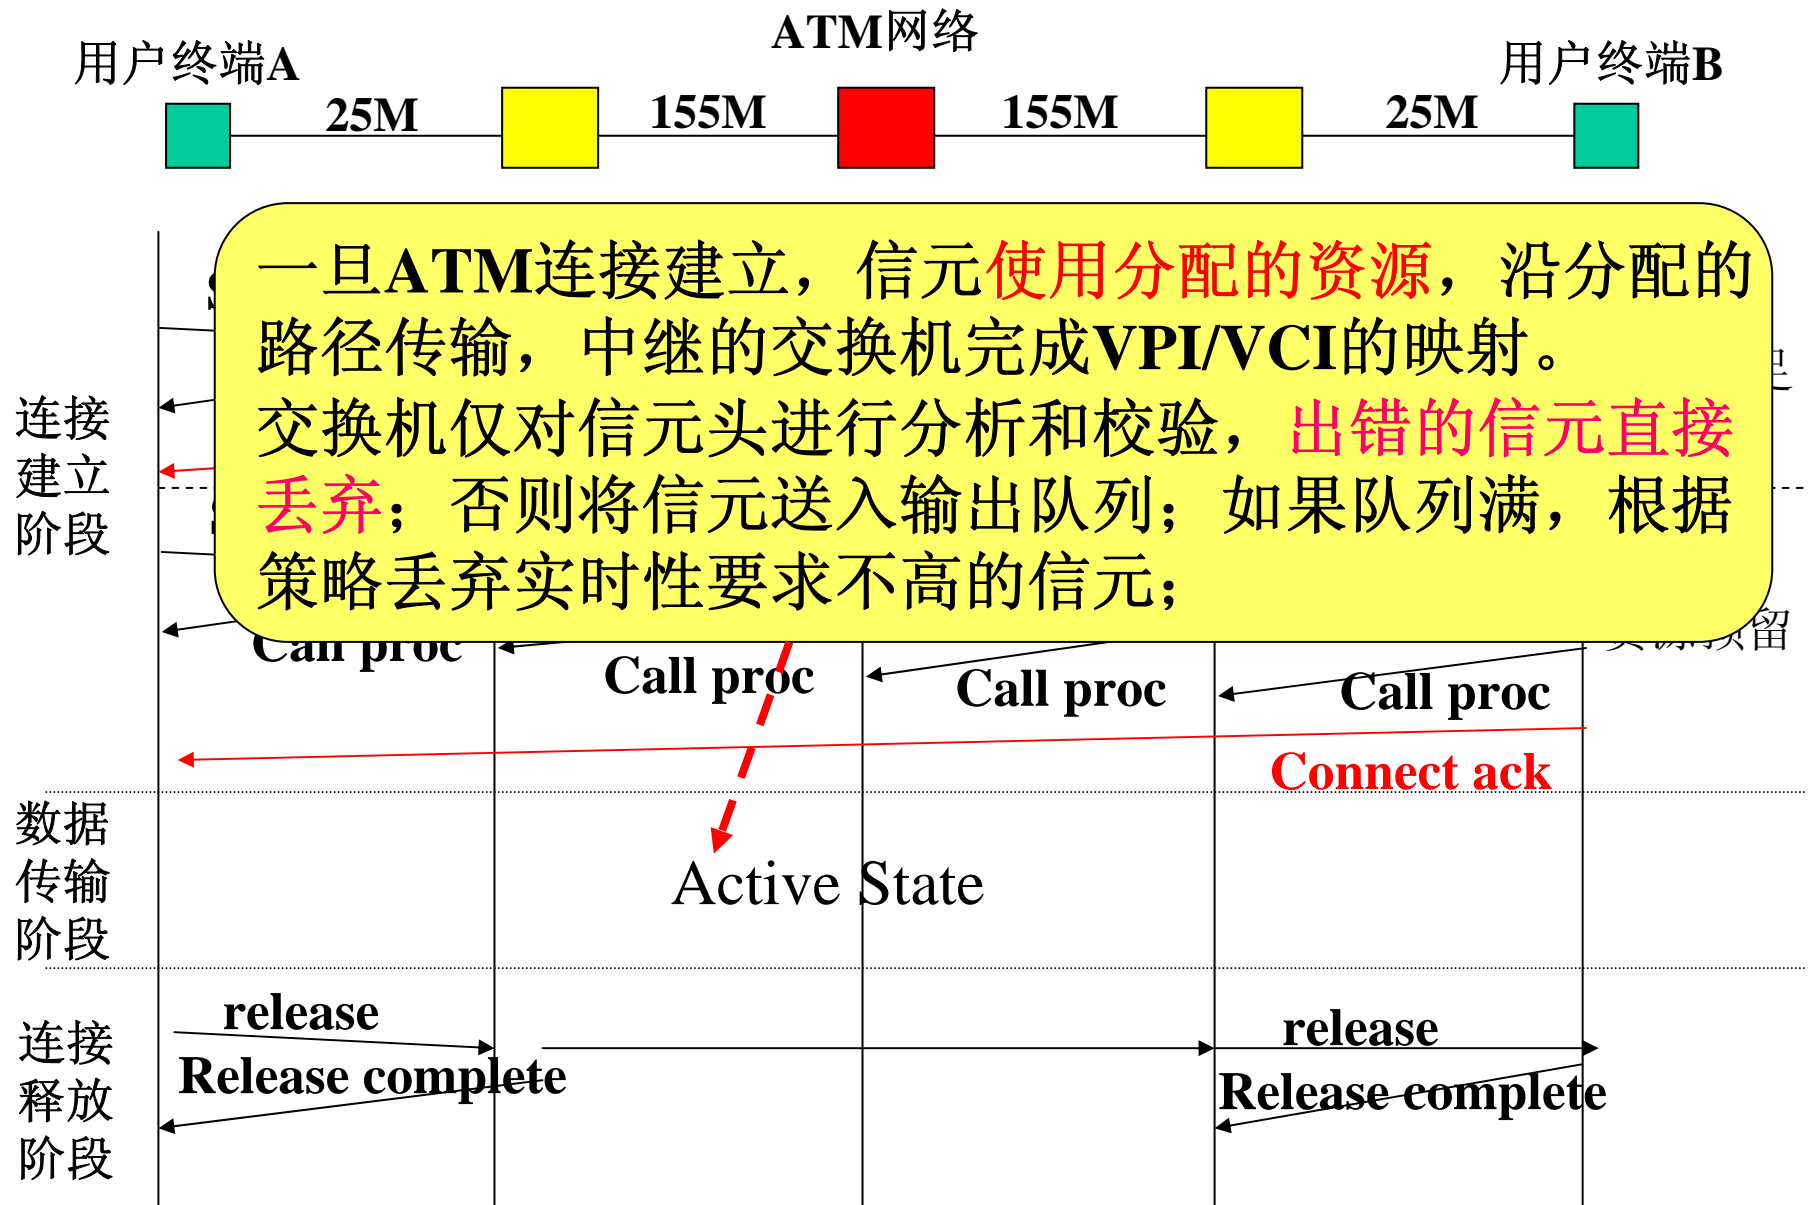 ATM网络
用户终端A
用户终端B
25M
155M
155M
25M
一旦ATM连接建立，信元使用分配的资源，沿分配的
路径传输，中继的交换机完成VPI/VCI的映射。
交换机仅对信元头进行分析和校验，出错的信元直接
丢弃；否则将信元送入输出队列；如果队列满，根据
策略丢弃实时性要求不高的信元；
连接
建立
阶段
Call proc
Call proc
Call proc
Call proc
Connect ack
数据
传输
阶段
Active State
连接
释放
阶段
release
Release complete
release
Release complete